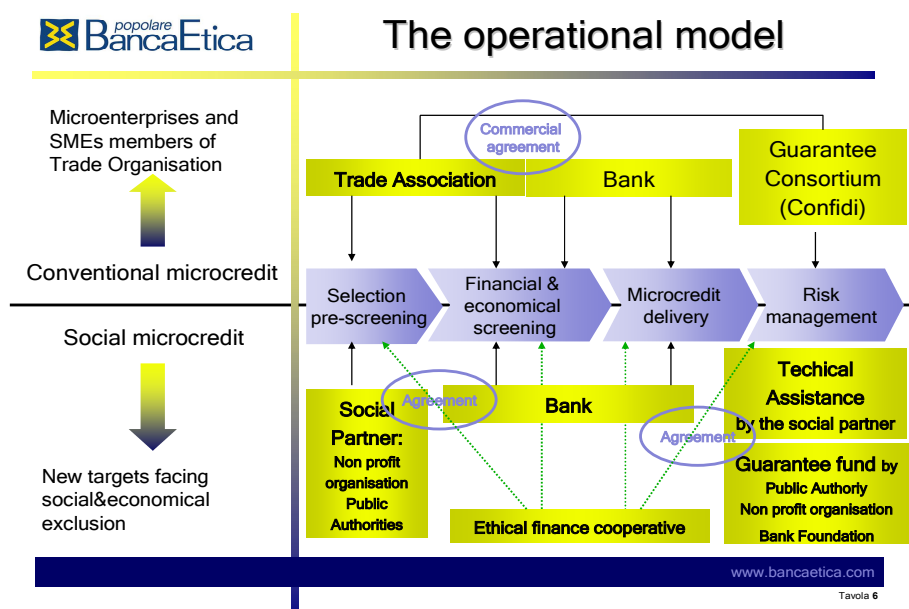 popolare
BancaEtica
The operational model
Microenterprises and
SMEs members of
Trade Organisation
Conventional microcredit
Social microcredit
New targets facing
social&economical
exclusion
Commercial
agreement
Trade Association
Bank
Guarantee
Consortium
(Confidi)
Selection
pre-screening
Financial &
economical
screening
Microcredit
delivery
Risk
management
Social
Partner:
Non profit
organisation
Public
Authorities
Agreement
Bank
Agreement
Ethical finance cooperative
Techical
Assistance
by the social partner
Guarantee fund by
Public Authoriy
Non profit organisation
Bank Foundation
www.bancaetica.com
Tavola 6